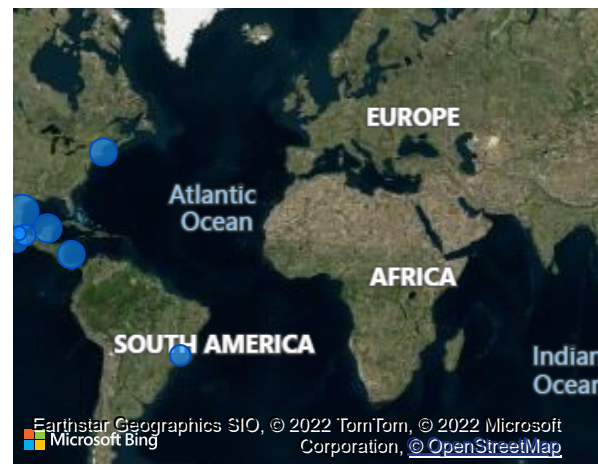 EUROPE
Atlantic
Ocean
AFRICA
SOUTH AMERICA
Indian
Ocean
Earthstar Geographics SIO, © 2022 TomTom, © 2022 Microsoft
Microsoft Bing
Corporation, © OpenStreetMap